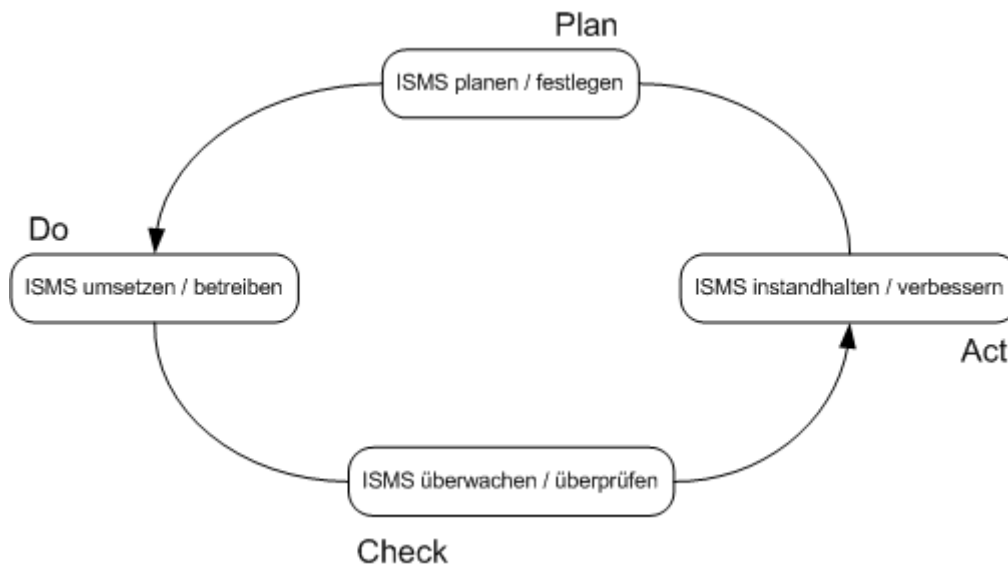 Plan
ISMS planen / festlegen
Do
ISMS umsetzen / betreiben
ISMS instandhalten / verbessern
Act
ISMS überwachen / überprüfen
Check